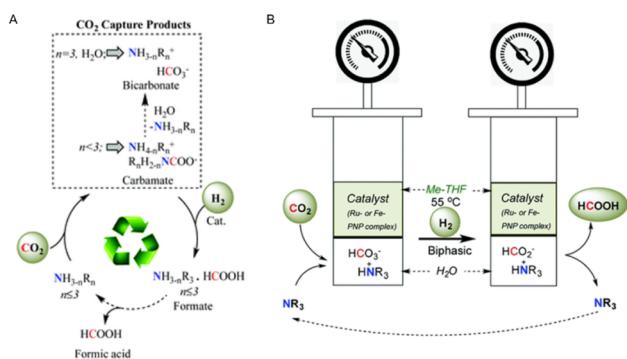 A
CO₂ Capture Products
n=3, H₂O; NH₃₋ₙRₙ⁺
HCO₃⁻
Bicarbonate
H₂O
-NH₃₋ₙRₙ
n<3; NH₄₋ₙRₙ⁺
RₙH₂₋ₙNCOO⁻
Carbamate
H₂
Cat.
CO₂
NH₃₋ₙRₙ
n≤3
NH₃₋ₙR₃ · HCOOH
n≤3
Formate
HCOOH
Formic acid
B
Catalyst
(Ru- or Fe-
PNP complex)
Me-THF
55 ⁰C
H₂
Biphasic
H₂O
CO₂
HCO₃⁻
HNR₃
+
NR₃
Catalyst
(Ru- or Fe-
PNP complex)
HCO₂⁻
HNR₃
+
HCOOH
NR₃